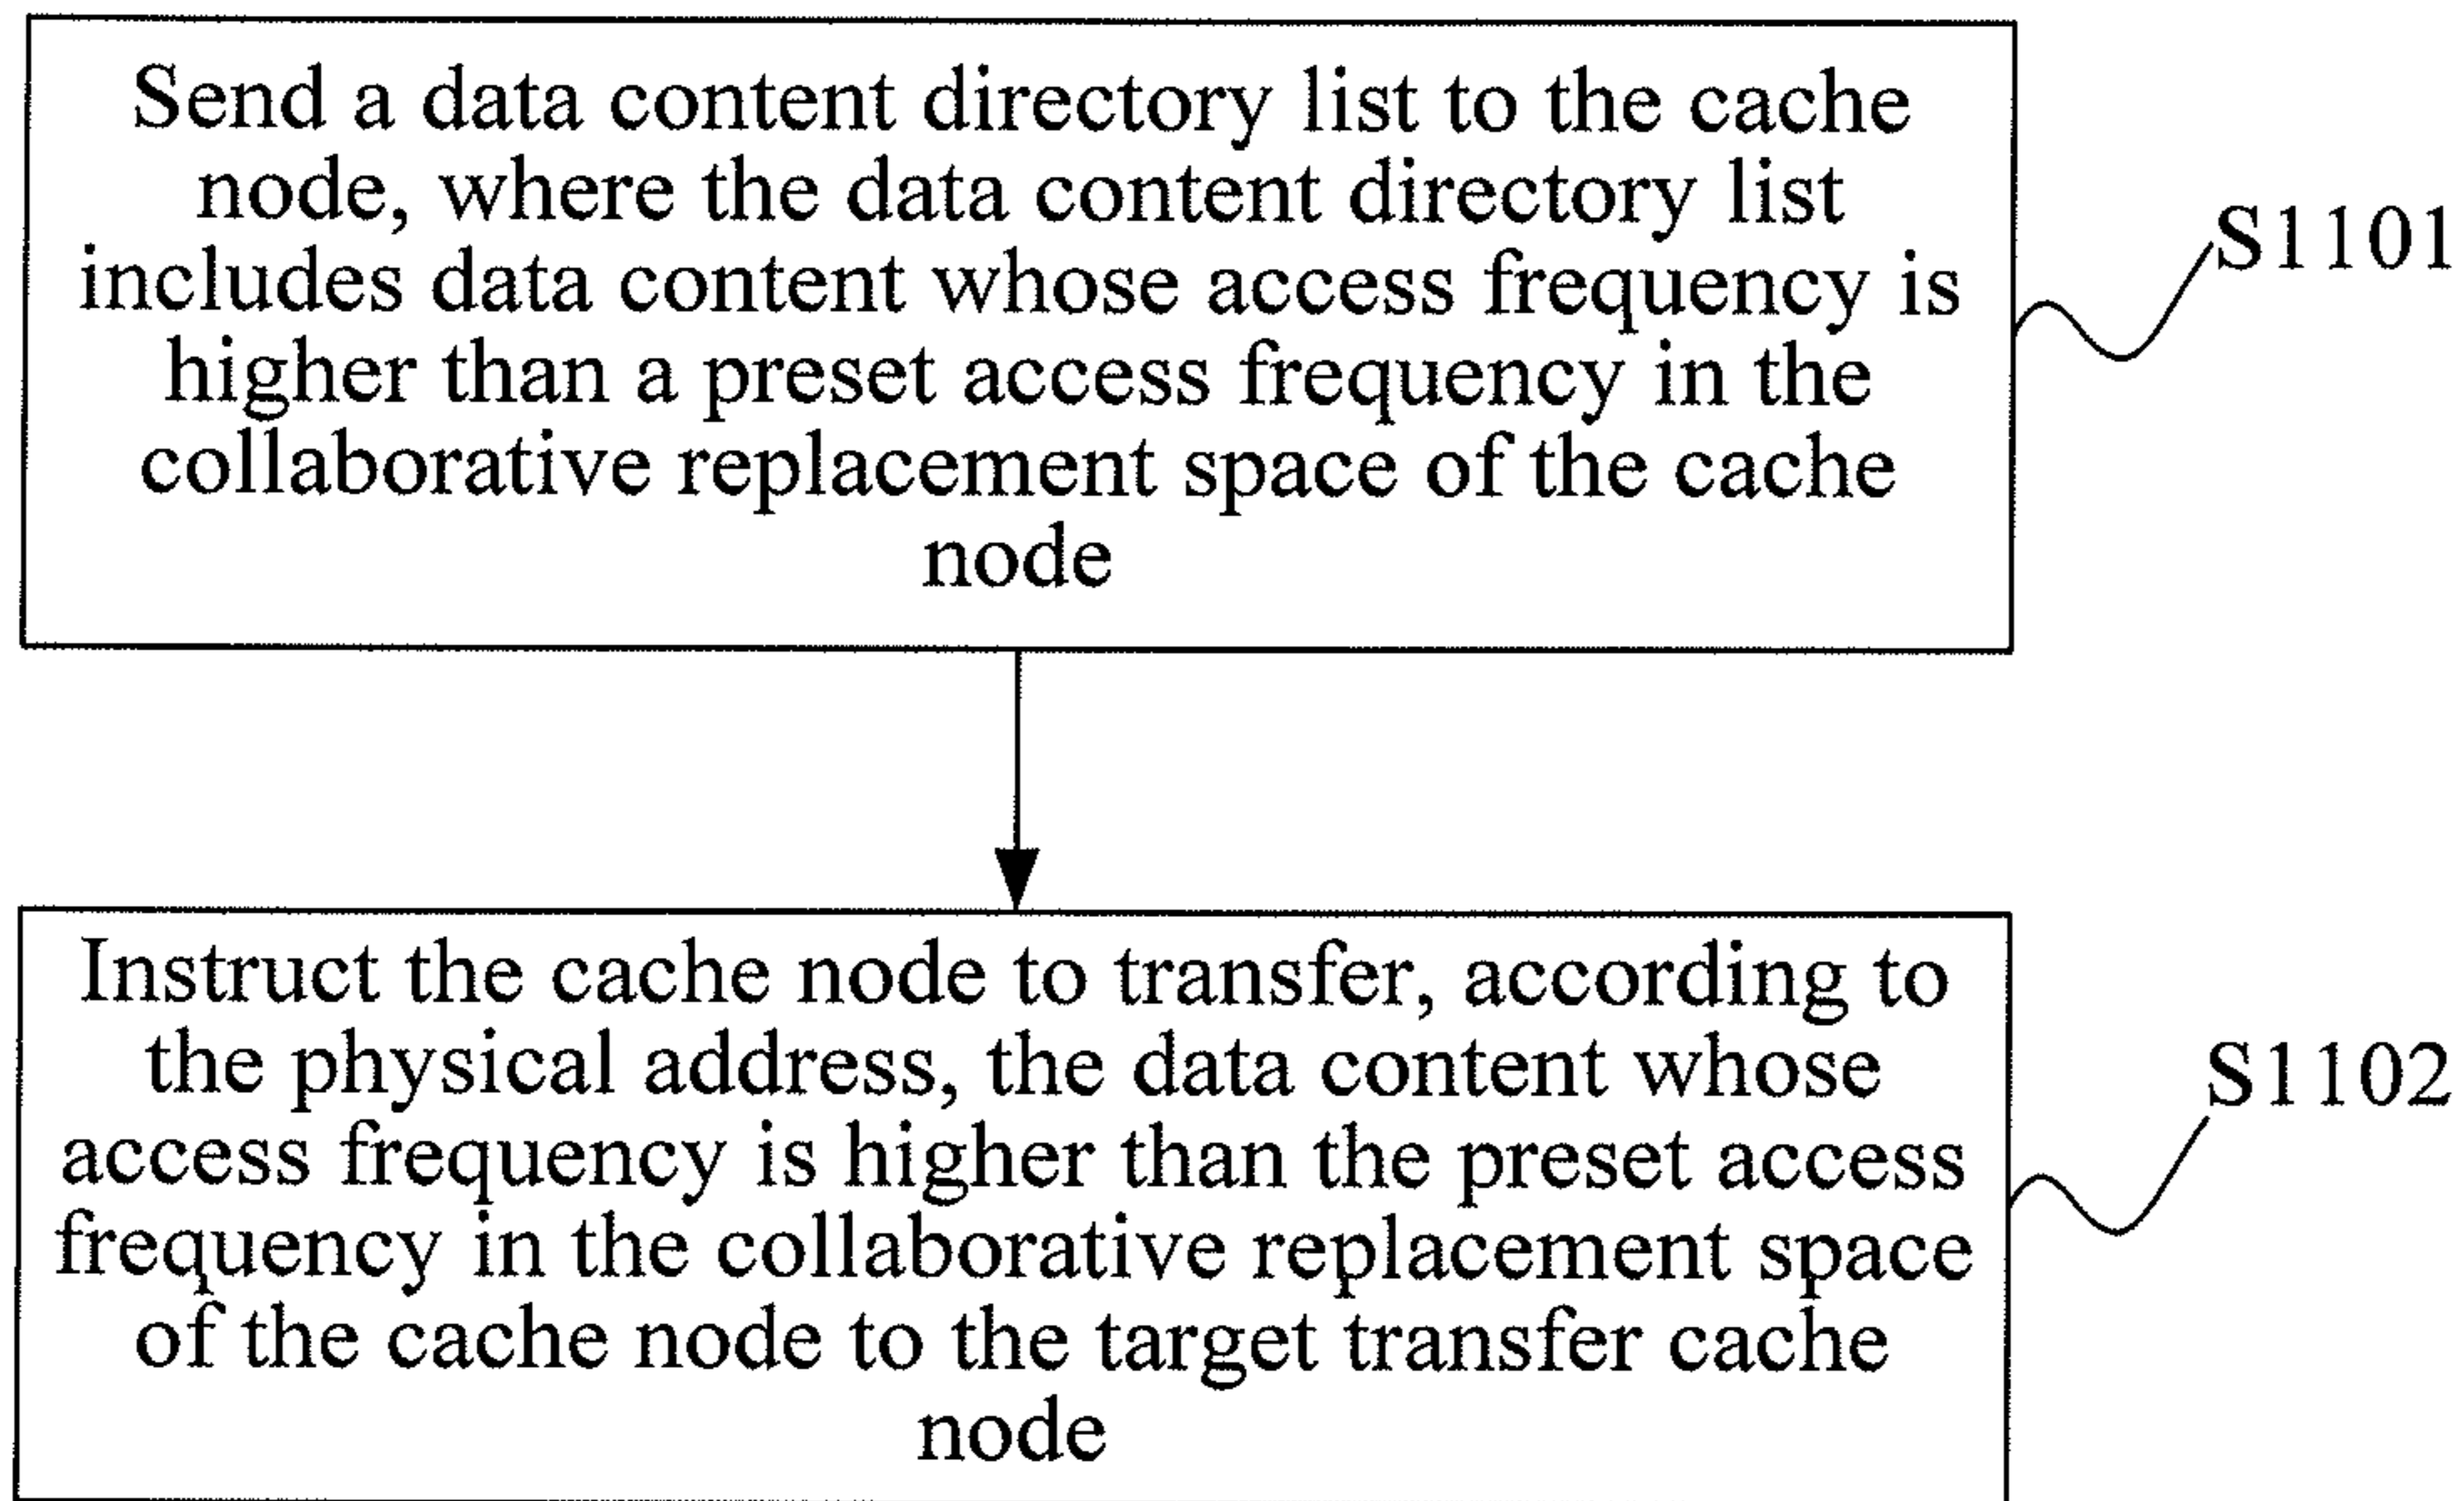 Send a data content directory list to the cache
node, where the data content directory list
includes data content whose access frequency is
higher than a preset access frequency in the
collaborative replacement space of the cache
node
S1101
Instruct the cache node to transfer, according to
the physical address, the data content whose
access frequency is higher than the preset access
frequency in the collaborative replacement space
of the cache node to the target transfer cache
node
S1102